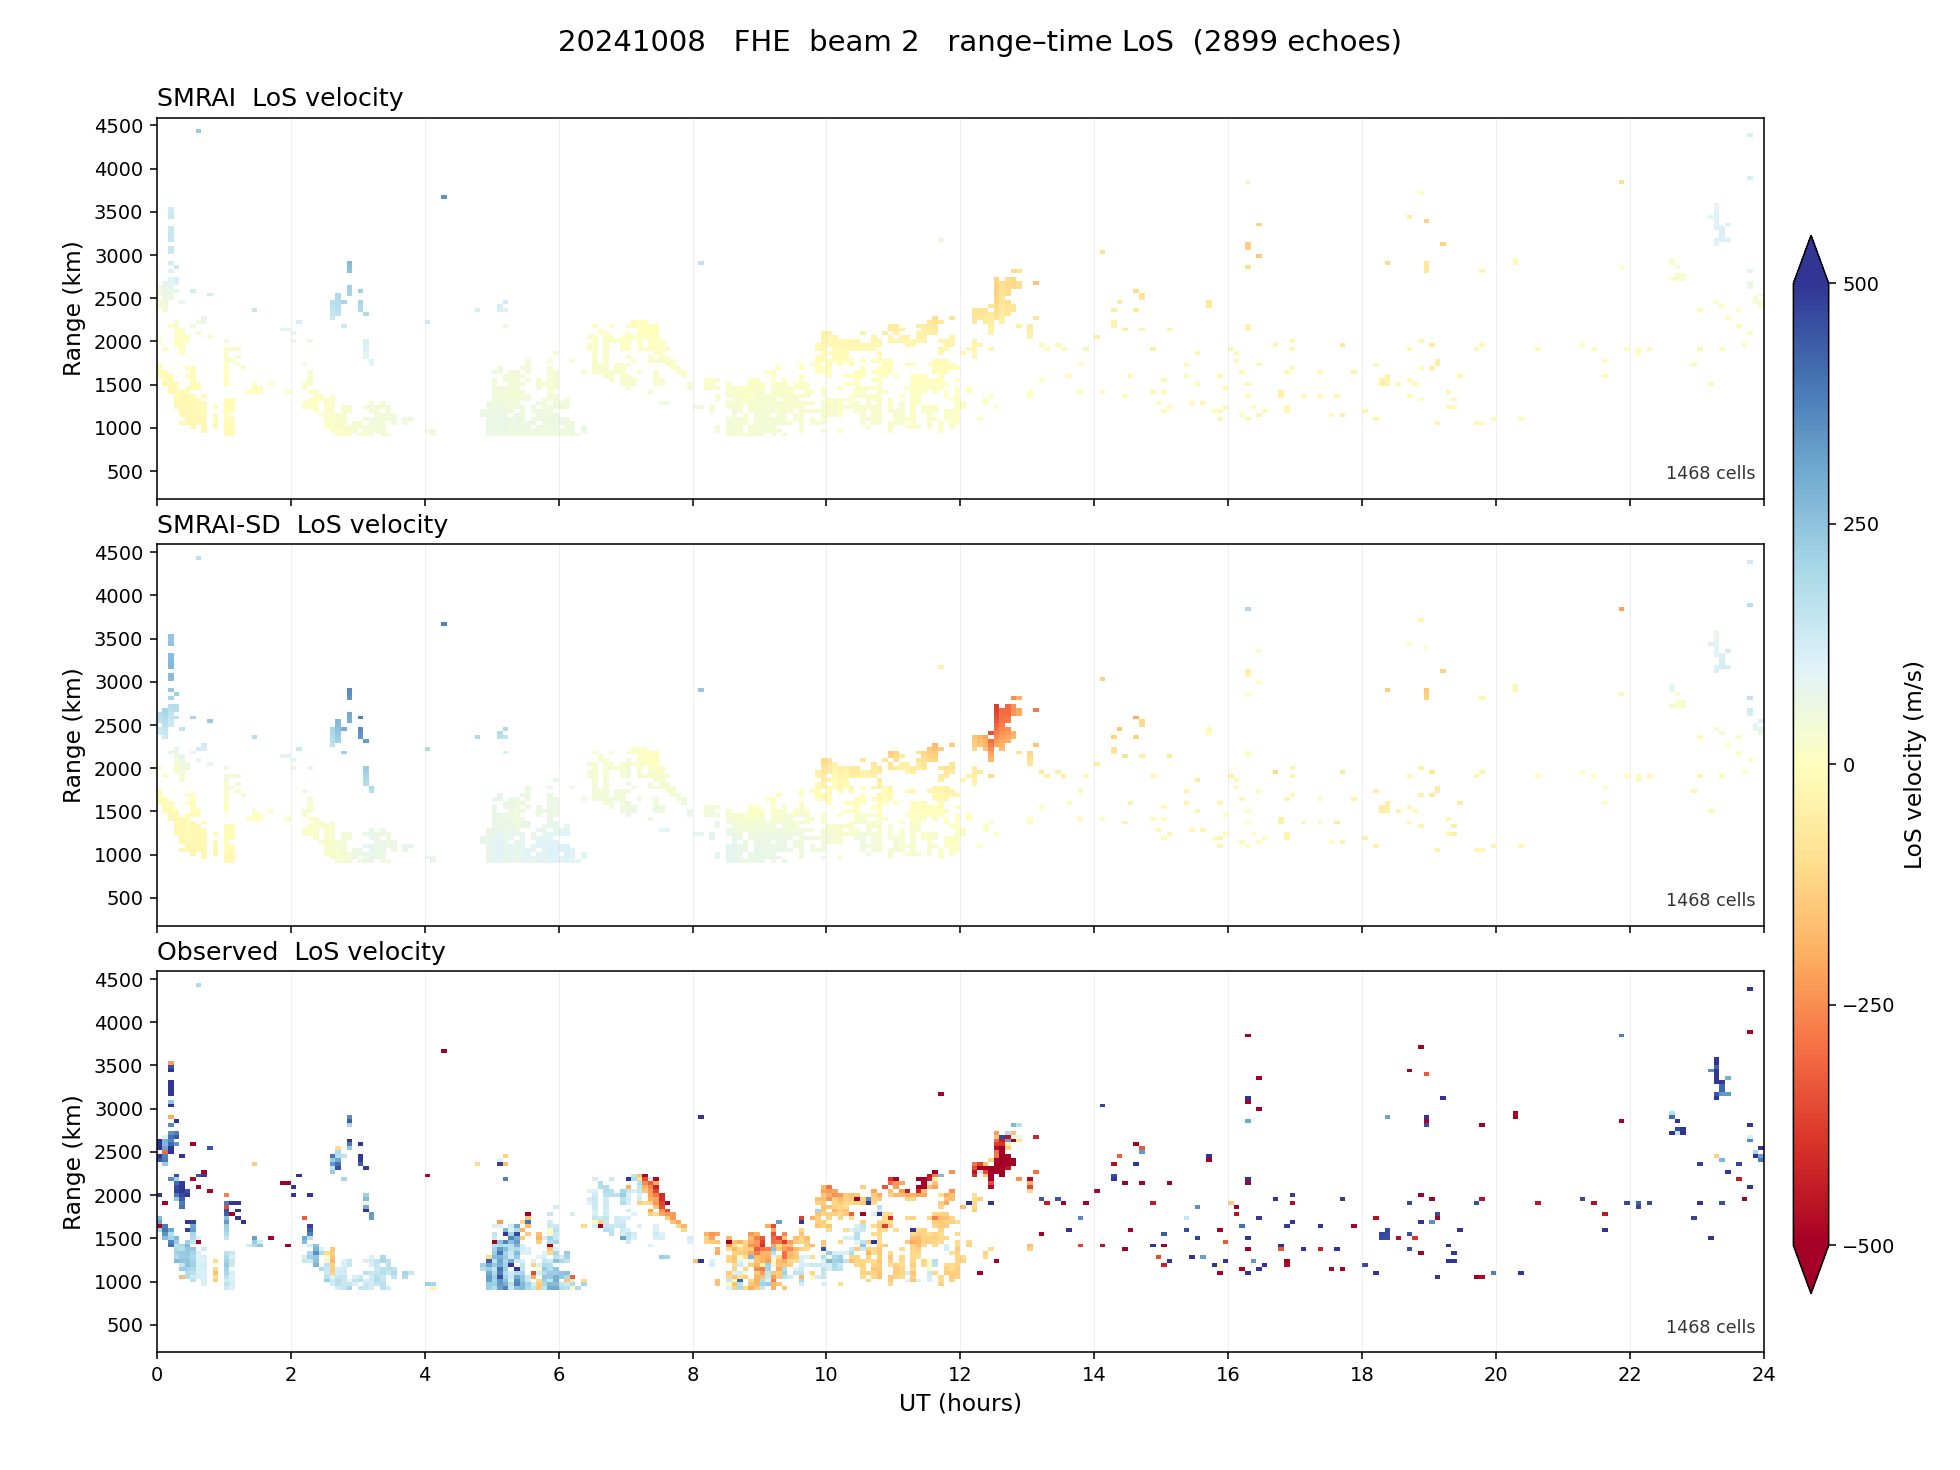 20241008   FHE  beam 2   range–time LoS  (2899 echoes)
SMRAI  LoS velocity
4500
4000
3500
3000
2500
2000
1500
1000
500
Range (km)
1468 cells
SMRAI-SD  LoS velocity
4500
4000
3500
3000
2500
2000
1500
1000
500
Range (km)
1468 cells
Observed  LoS velocity
4500
4000
3500
3000
2500
2000
1500
1000
500
Range (km)
1468 cells
0 2 4 6 8 10 12 14 16 18 20 22 24
UT (hours)
500
250
0
−250
−500
LoS velocity (m/s)